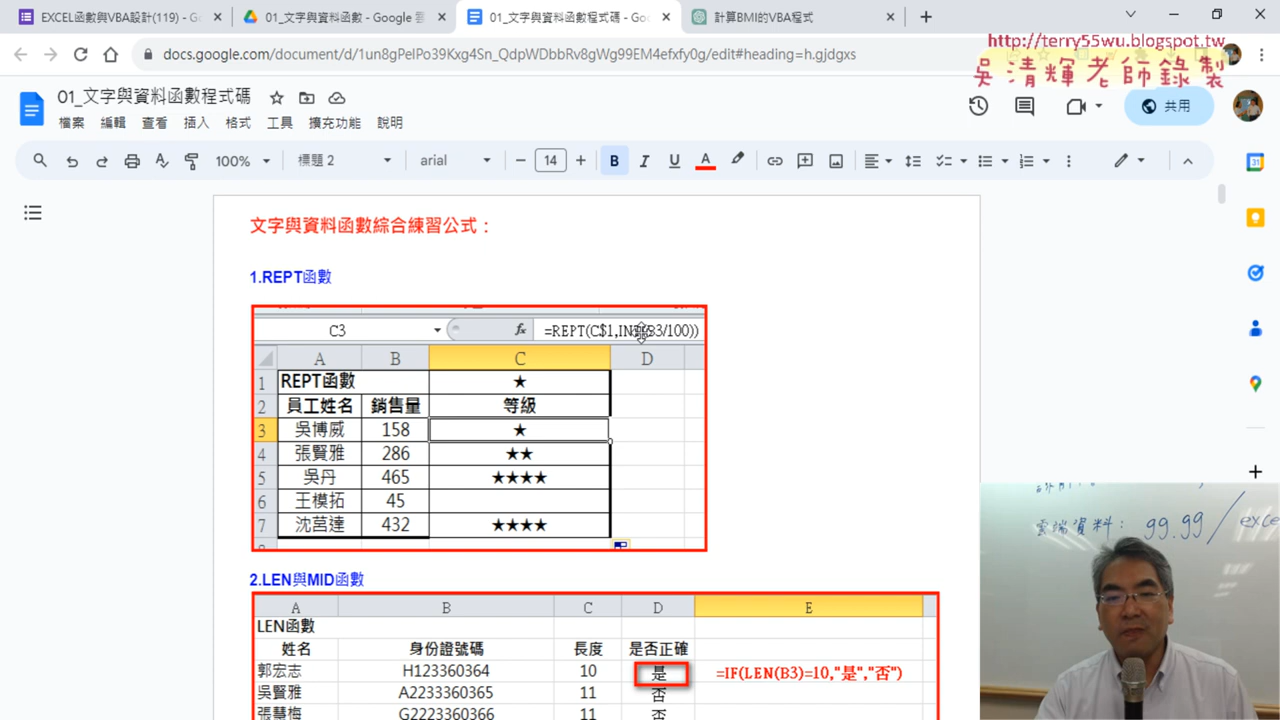 EXCEL函數與VBA設計(119) - G
01_文字與資料函數 - Google 雲
01_文字與資料函數程式碼 - Goo
計算BMI的VBA程式
docs.google.com/document/d/1un8gPelPo39Kxg4Sn_QdpWDbbRv8gWg99EM4efxfy0g/edit#heading=h.gjdgxs
http://terry55wu.blogspot.tw
吳清輝老師錄製
01_文字與資料函數程式碼
檔案 編輯 查看 插入 格式 工具 擴充功能 說明
共用
100% 標題 2 arial 14 B I U A
文字與資料函數綜合練習公式：
1.REPT函數
C3 fx =REPT(C$1,INT(B3/100))
A B C D
1 REPT函數 ★
2 員工姓名 銷售量 等級
3 吳博威 158 ★
4 張賢雅 286 ★★
5 吳丹 465 ★★★★
6 王模拓 45
7 沈莒達 432 ★★★★
2.LEN與MID函數
A B C D E
LEN函數
姓名 身份證號碼 長度 是否正確
郭宏志 H123360364 10 是 =IF(LEN(B3)=10,"是","否")
吳賢雅 A2233360365 11 否
張慧梅 G2223360366 11 否
雲端資料： 99.99/exce